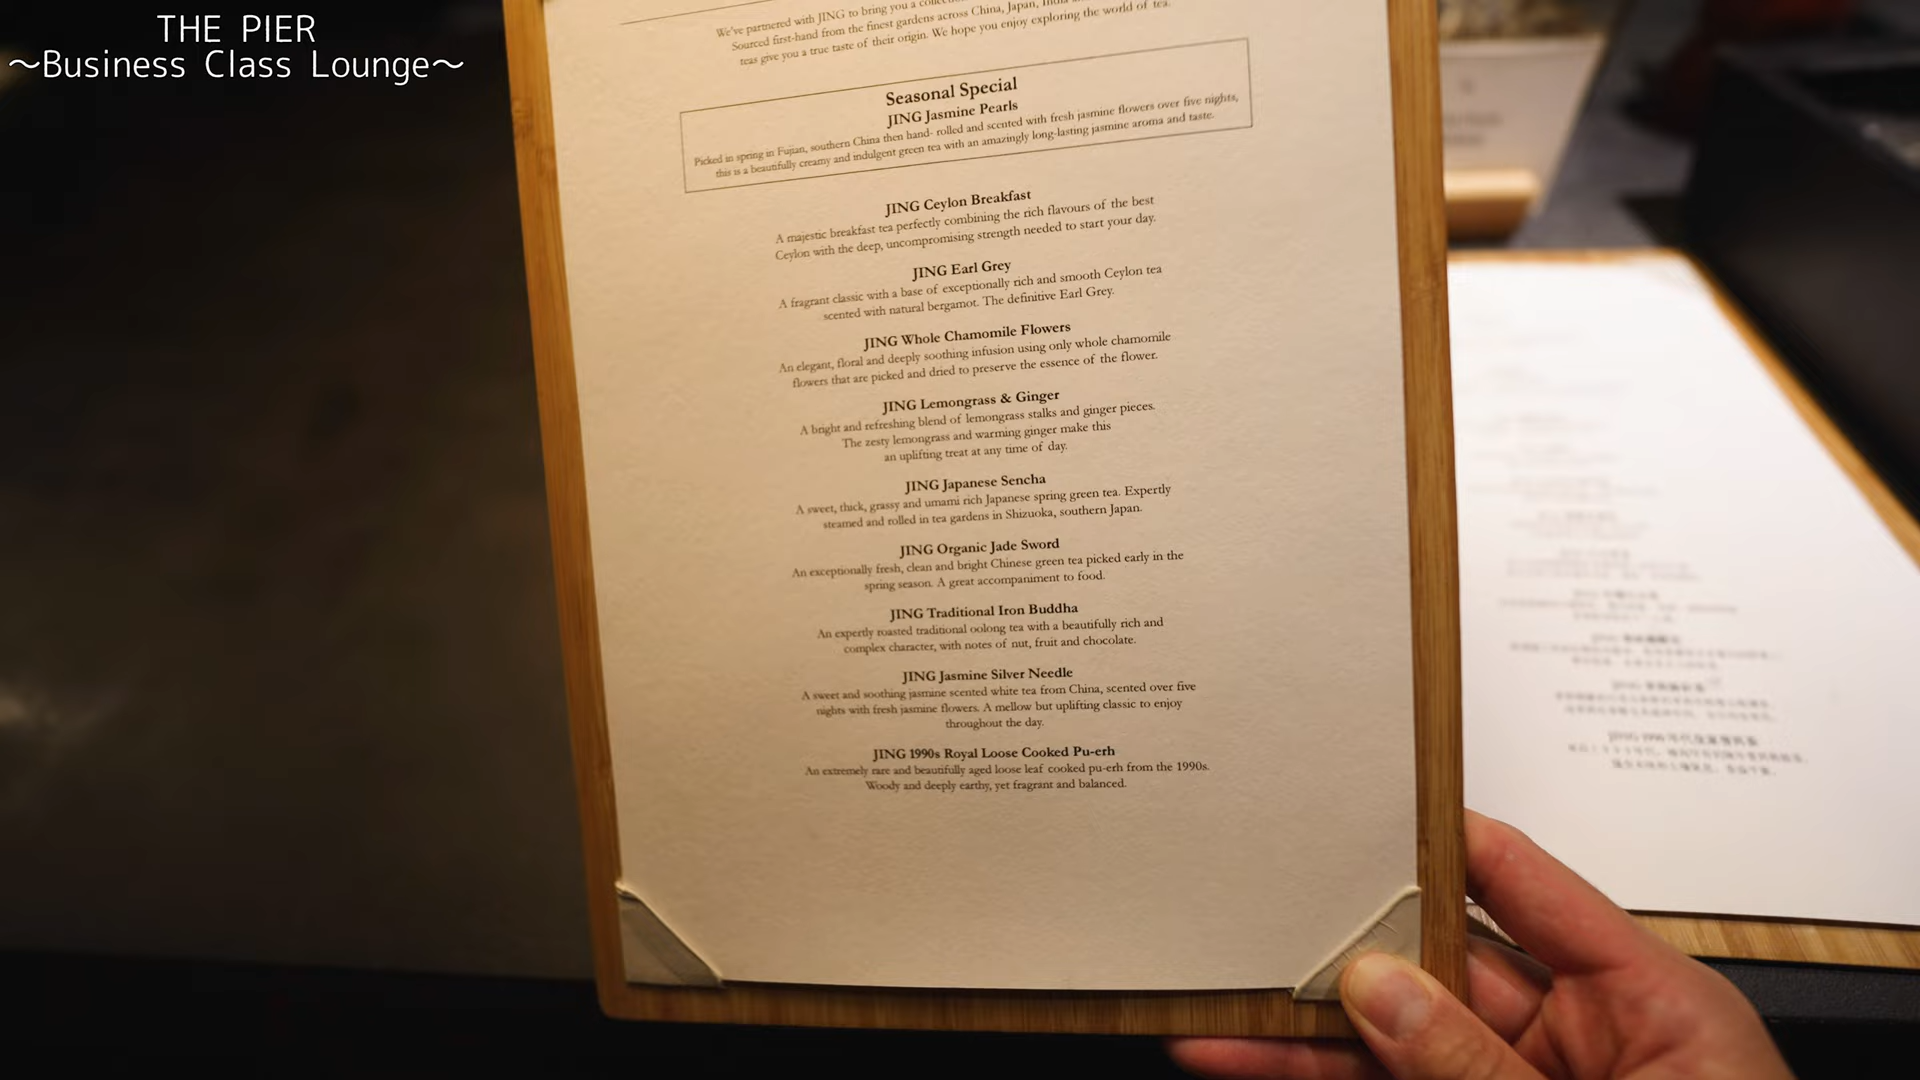 THE PIER
～Business Class Lounge～
We've partnered with JING to bring you a
Sourced first-hand from the finest gardens across China, Japan, India
teas give you a true taste of their origin. We hope you enjoy exploring the world of tea.
Seasonal Special
JING Jasmine Pearls
Picked in spring in Fujian, southern China then hand- rolled and scented with fresh jasmine flowers over five nights,
this is a beautifully creamy and indulgent green tea with an amazingly long-lasting jasmine aroma and taste.
JING Ceylon Breakfast
A majestic breakfast tea perfectly combining the rich flavours of the best
Ceylon with the deep, uncompromising strength needed to start your day.
JING Earl Grey
A fragrant classic with a base of exceptionally rich and smooth Ceylon tea
scented with natural bergamot. The definitive Earl Grey.
JING Whole Chamomile Flowers
An elegant, floral and deeply soothing infusion using only whole chamomile
flowers that are picked and dried to preserve the essence of the flower.
JING Lemongrass & Ginger
A bright and refreshing blend of lemongrass stalks and ginger pieces.
The zesty lemongrass and warming ginger make this
an uplifting treat at any time of day.
JING Japanese Sencha
A sweet, thick, grassy and umami rich Japanese spring green tea. Expertly
steamed and rolled in tea gardens in Shizuoka, southern Japan.
JING Organic Jade Sword
An exceptionally fresh, clean and bright Chinese green tea picked early in the
spring season. A great accompaniment to food.
JING Traditional Iron Buddha
An expertly roasted traditional oolong tea with a beautifully rich and
complex character, with notes of nut, fruit and chocolate.
JING Jasmine Silver Needle
A sweet and soothing jasmine scented white tea from China, scented over five
nights with fresh jasmine flowers. A mellow but uplifting classic to enjoy
throughout the day.
JING 1990s Royal Loose Cooked Pu-erh
An extremely rare and beautifully aged loose leaf cooked pu-erh from the 1990s.
Woody and deeply earthy, yet fragrant and balanced.